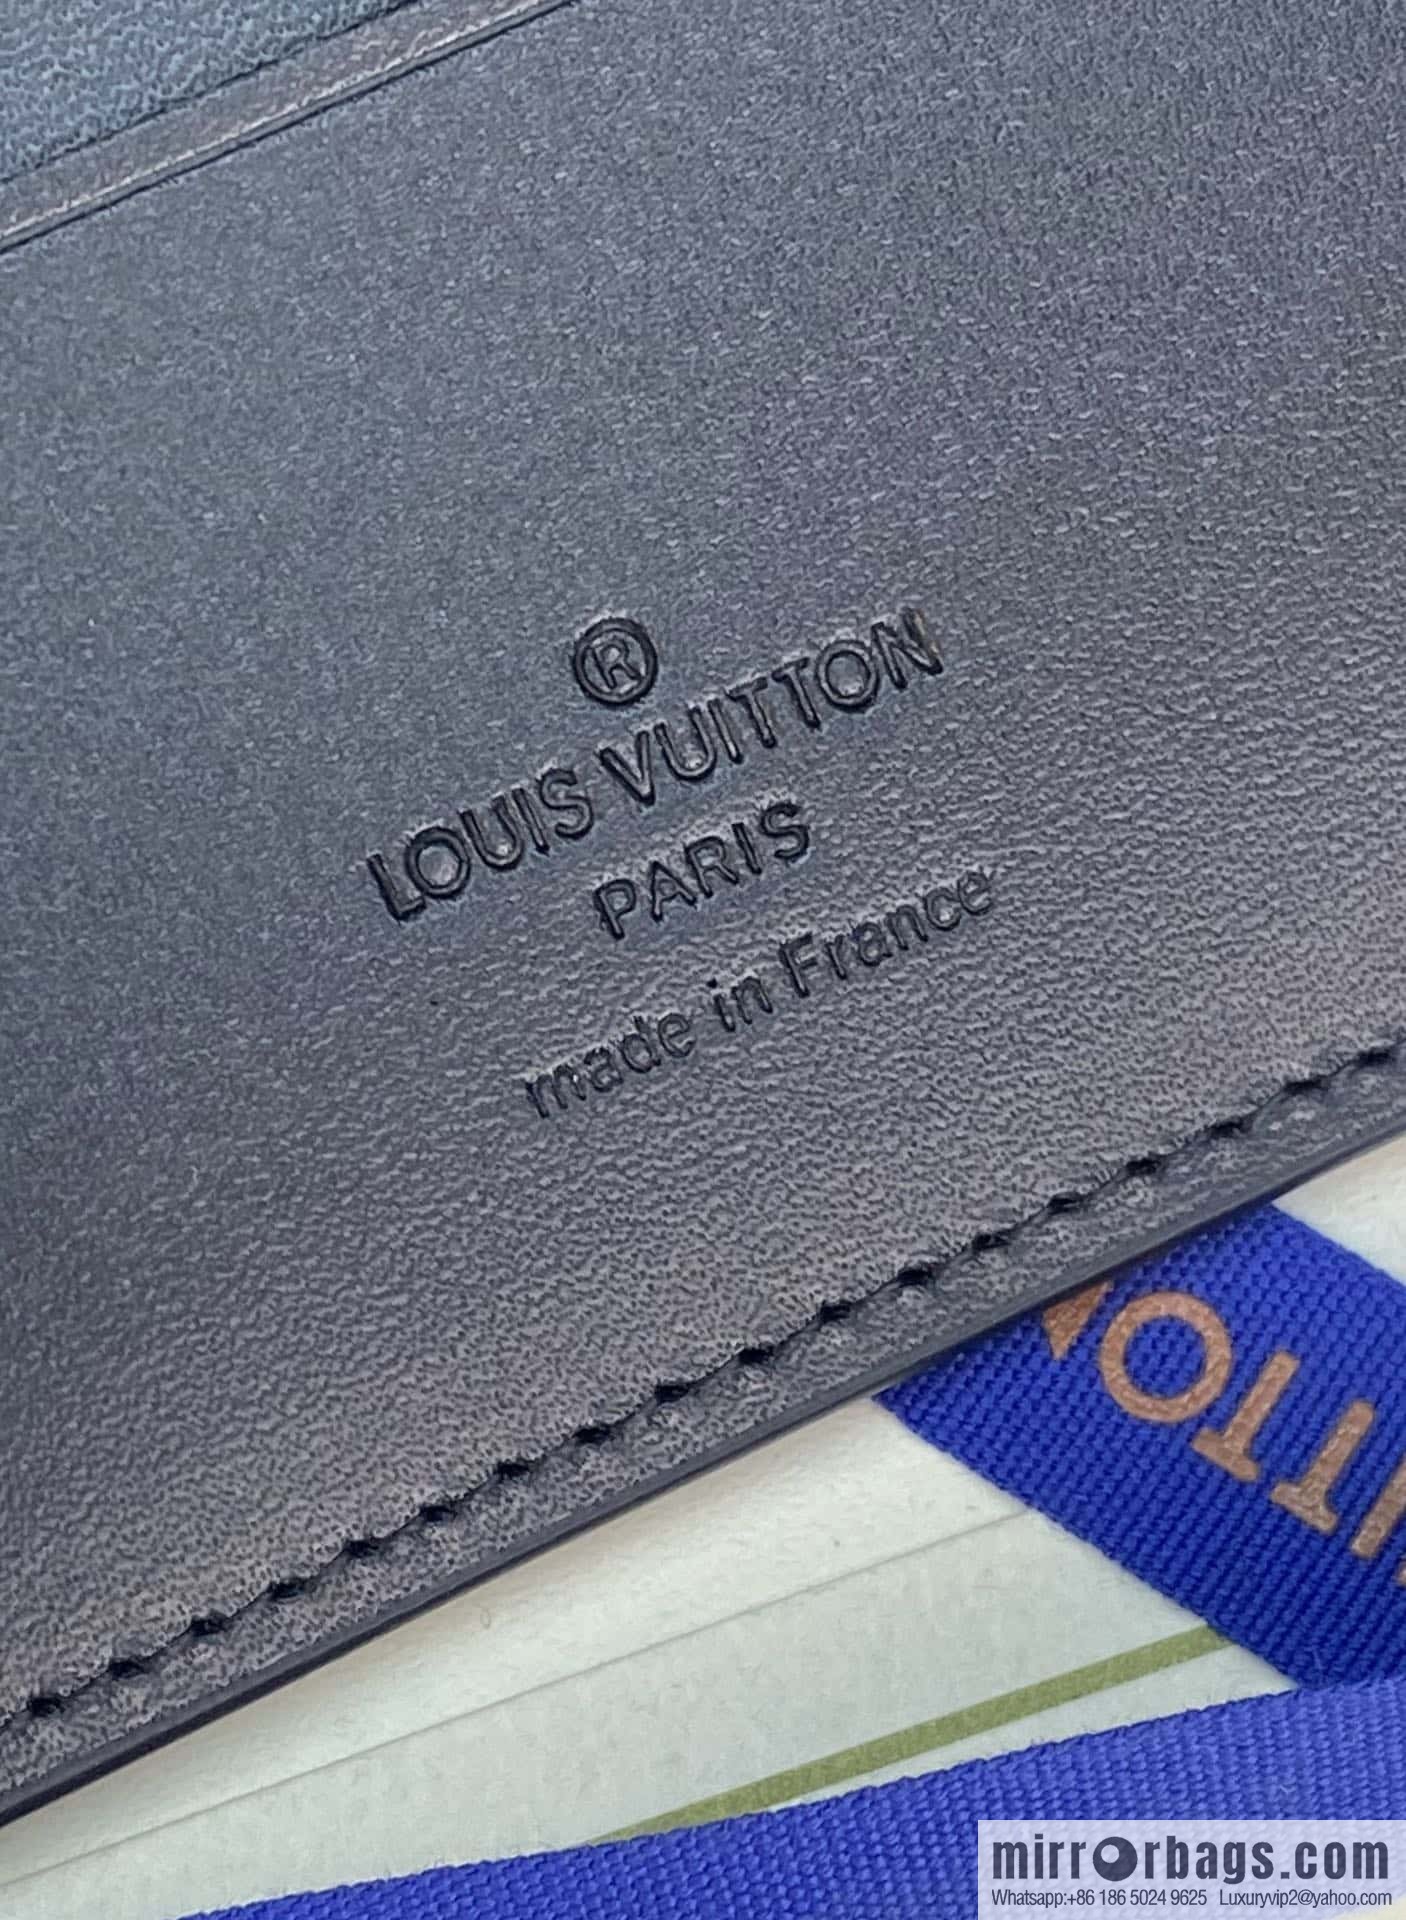 ®
LOUIS VUITTON
PARIS
made in France
mirrorbags.com
Whatsapp:+86 186 5024 9625 Luxuryvip2@yahoo.com